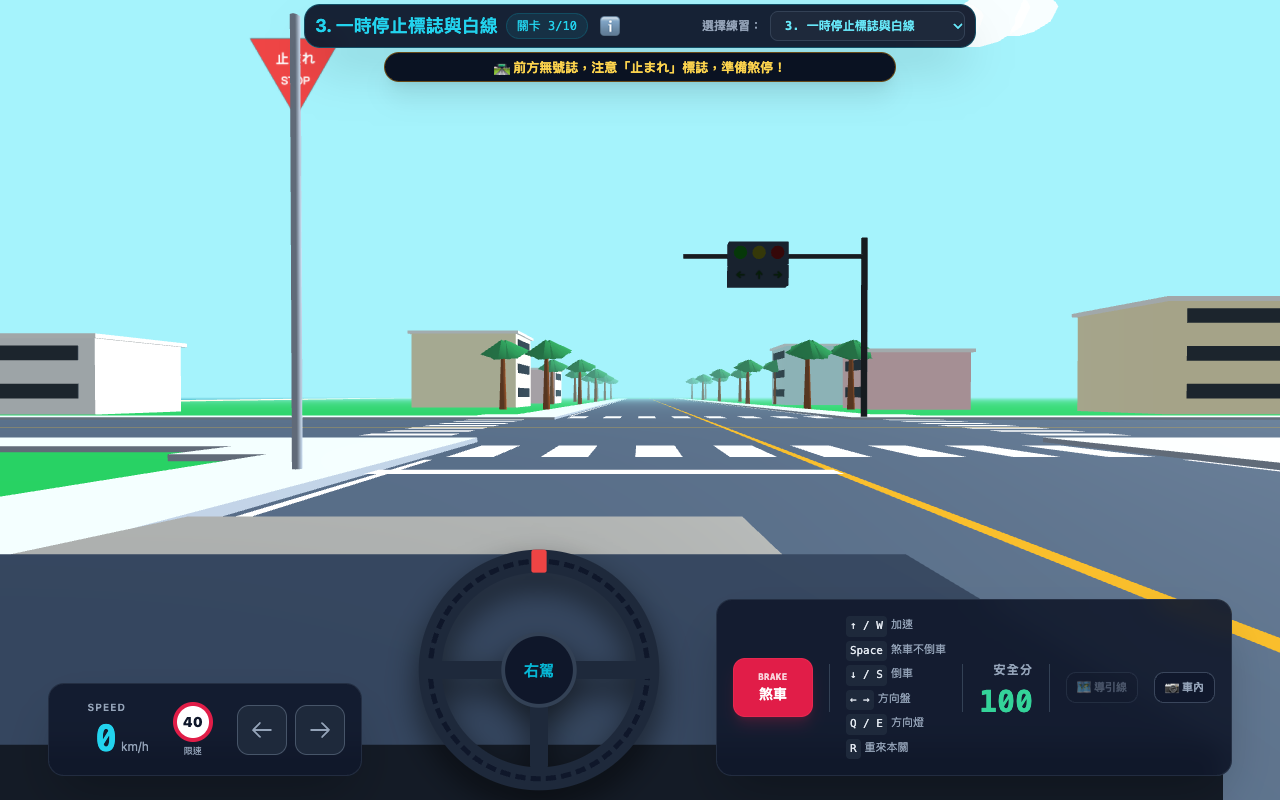 3. 一時停止標誌與白線
關卡 3/10
選擇練習：
3. 一時停止標誌與白線
前方無號誌，注意「止まれ」標誌，準備煞停！
止まれ
STOP
右駕
SPEED
0 km/h
40
限速
BRAKE
煞車
↑ / W 加速
Space 煞車不倒車
↓ / S 倒車
← → 方向盤
Q / E 方向燈
R 重來本關
安全分
100
導引線
車內